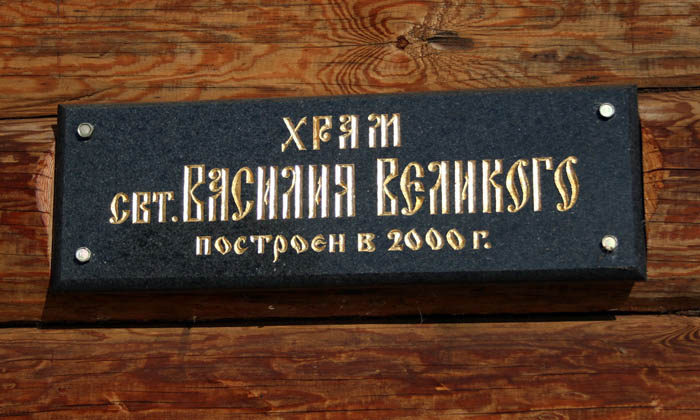 ХРАМ
СВТ. ВАСИЛИЯ ВЕЛИКОГО
ПОСТРОЕН В 2000 Г.